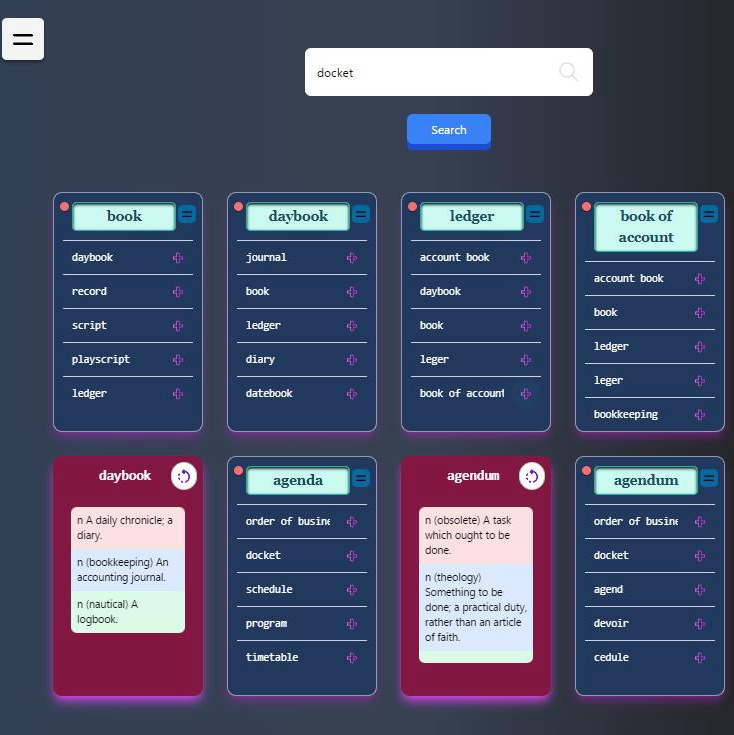 docket
Search
book
daybook
record
script
playscript
ledger
daybook
journal
book
ledger
diary
datebook
ledger
account book
daybook
book
leger
book of account
book of
account
account book
book
ledger
leger
bookkeeping
daybook
n A daily chronicle; a
diary.
n (bookkeeping) An
accounting journal.
n (nautical) A
logbook.
agenda
order of busine
docket
schedule
program
timetable
agendum
n (obsolete) A task
which ought to be
done.
n (theology)
Something to be
done; a practical duty,
rather than an article
of faith.
agendum
order of busine
docket
agend
devoir
cedule